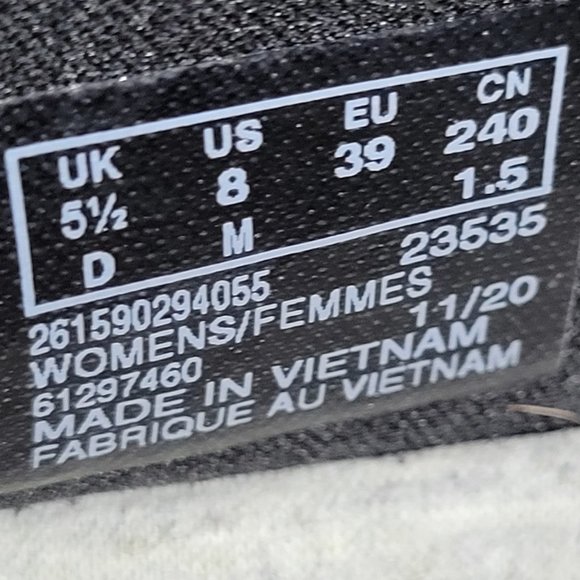 UK US EU CN
5½ 8 39 240
D M 1.5
261590294055 23535
WOMENS/FEMMES
61297460 11/20
MADE IN VIETNAM
FABRIQUE AU VIETNAM